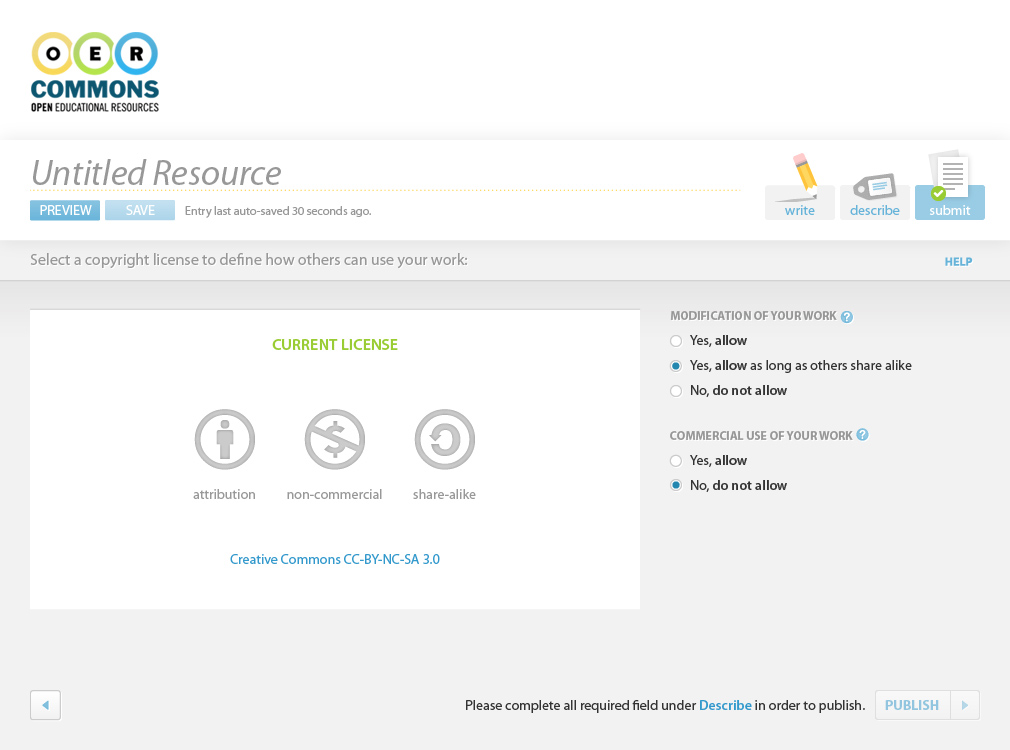 O E R
COMMONS
OPEN EDUCATIONAL RESOURCES
Untitled Resource
PREVIEW SAVE Entry last auto-saved 30 seconds ago.
write describe submit
Select a copyright license to define how others can use your work:
HELP
CURRENT LICENSE
attribution non-commercial share-alike
Creative Commons CC-BY-NC-SA 3.0
MODIFICATION OF YOUR WORK ?
Yes, allow
Yes, allow as long as others share alike
No, do not allow
COMMERCIAL USE OF YOUR WORK ?
Yes, allow
No, do not allow
Please complete all required field under Describe in order to publish.
PUBLISH